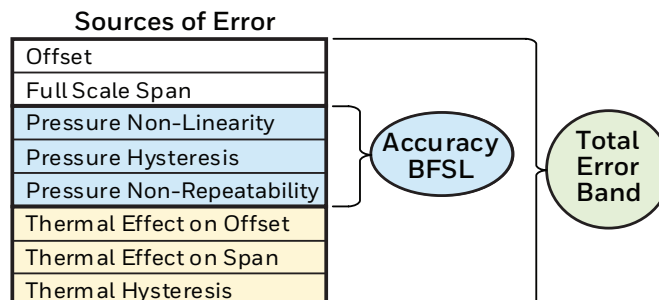 Sources of Error
Offset
Full Scale Span
Pressure Non-Linearity
Pressure Hysteresis
Pressure Non-Repeatability
Thermal Effect on Offset
Thermal Effect on Span
Thermal Hysteresis
Accuracy
BFSL
Total
Error
Band